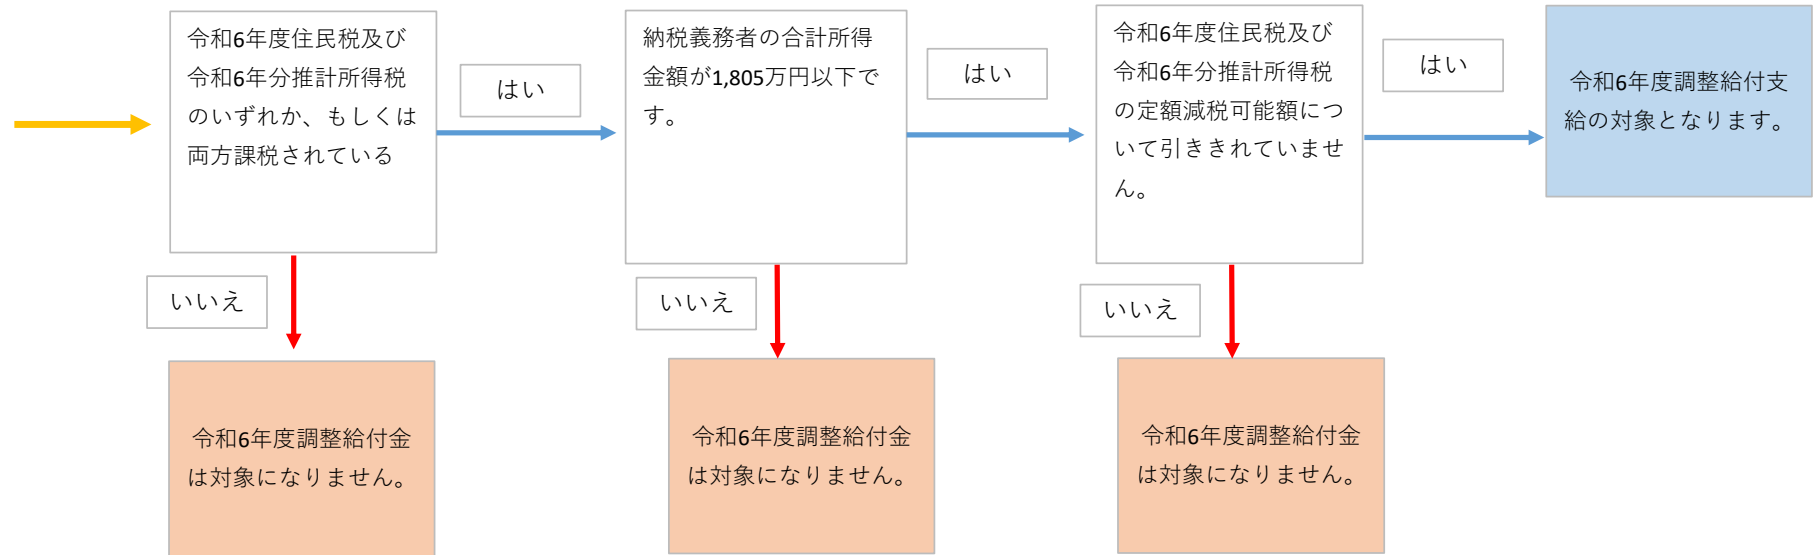 令和6年度住民税及び
令和6年分推計所得税
のいずれか、もしくは
両方課税されている
はい
納税義務者の合計所得
金額が1,805万円以下で
す。
はい
令和6年度住民税及び
令和6年分推計所得税
の定額減税可能額につ
いて引ききれていませ
ん。
はい
令和6年度調整給付支
給の対象となります。
いいえ
いいえ
いいえ
令和6年度調整給付金
は対象になりません。
令和6年度調整給付金
は対象になりません。
令和6年度調整給付金
は対象になりません。